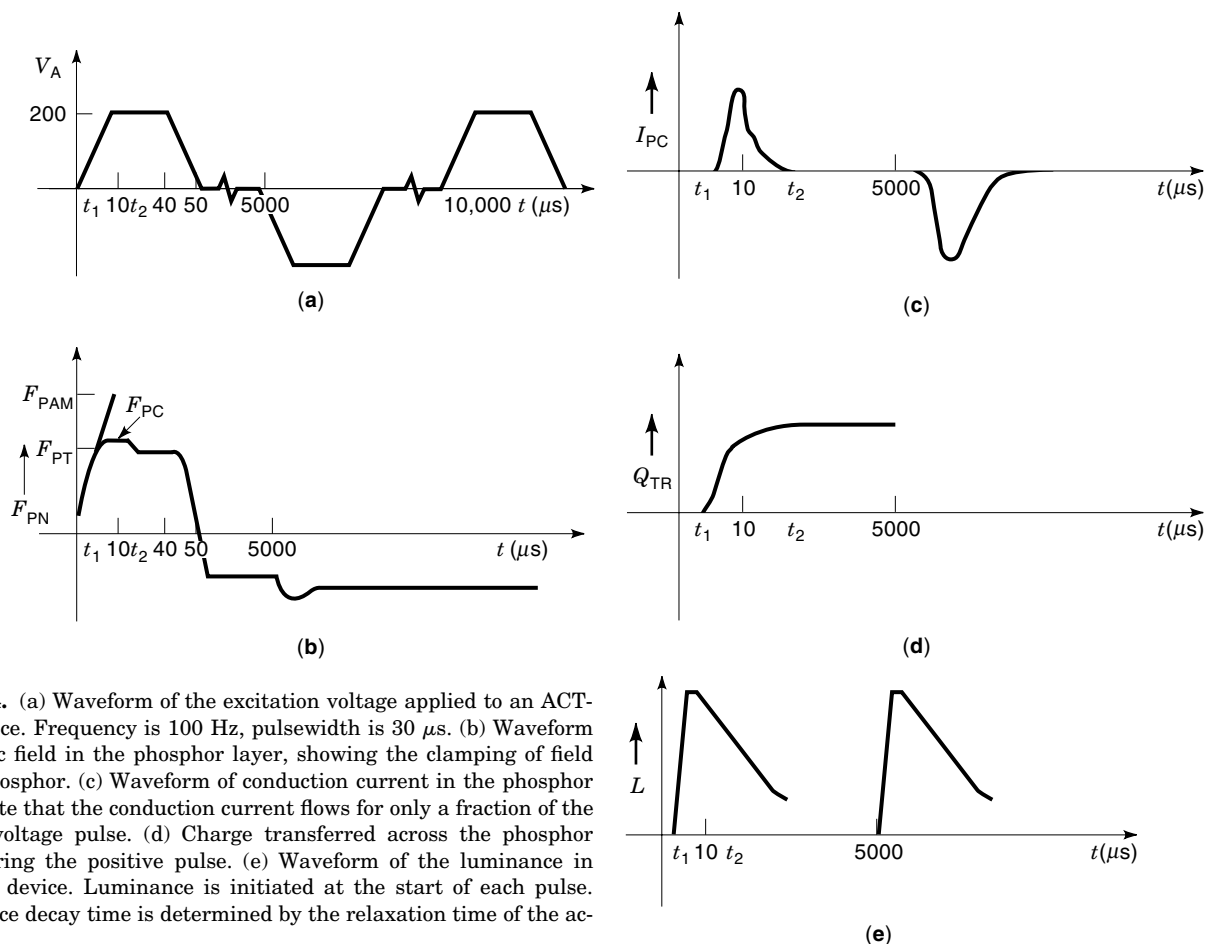 V_A
200
t_1 10 t_2 40 50 5000 10,000 t (μs)
(a)
F_PAM
F_PC
F_PT
F_PN
t_1 10 t_2 40 50 5000 t (μs)
(b)
. (a) Waveform of the excitation voltage applied to an ACT-
ce. Frequency is 100 Hz, pulsewidth is 30 μs. (b) Waveform
c field in the phosphor layer, showing the clamping of field
osphor. (c) Waveform of conduction current in the phosphor
te that the conduction current flows for only a fraction of the
voltage pulse. (d) Charge transferred across the phosphor
ring the positive pulse. (e) Waveform of the luminance in
device. Luminance is initiated at the start of each pulse.
ce decay time is determined by the relaxation time of the ac-
I_PC
t_1 10 t_2 5000 t (μs)
(c)
Q_TR
t_1 10 t_2 5000 t (μs)
(d)
L
t_1 10 t_2 5000 t (μs)
(e)